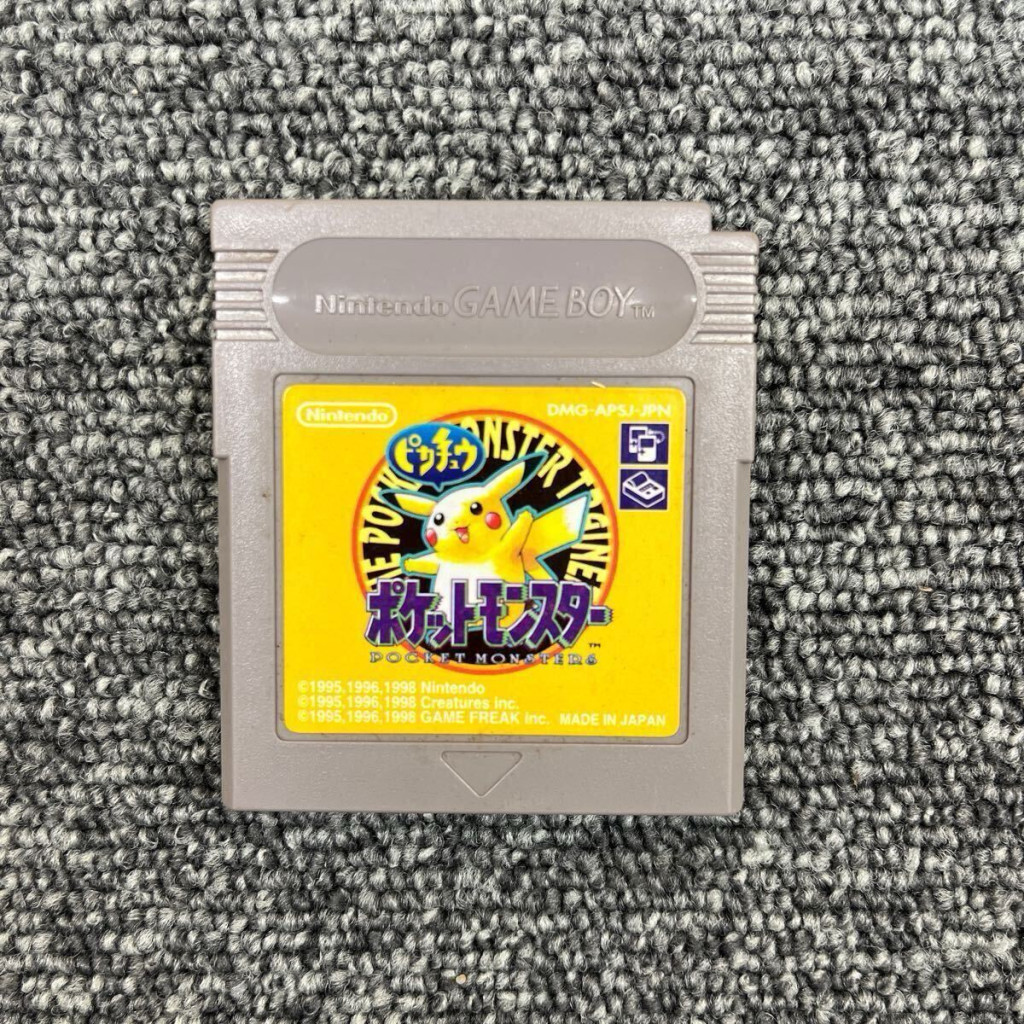 Nintendo GAME BOY™
Nintendo
DMG-APSJ-JPN
ピカチュウ
MONSTER
ポケットモンスター
™
POCKET MONSTERS
©1995,1996,1998 Nintendo
©1995,1996,1998 Creatures inc.
©1995,1996,1998 GAME FREAK inc. MADE IN JAPAN